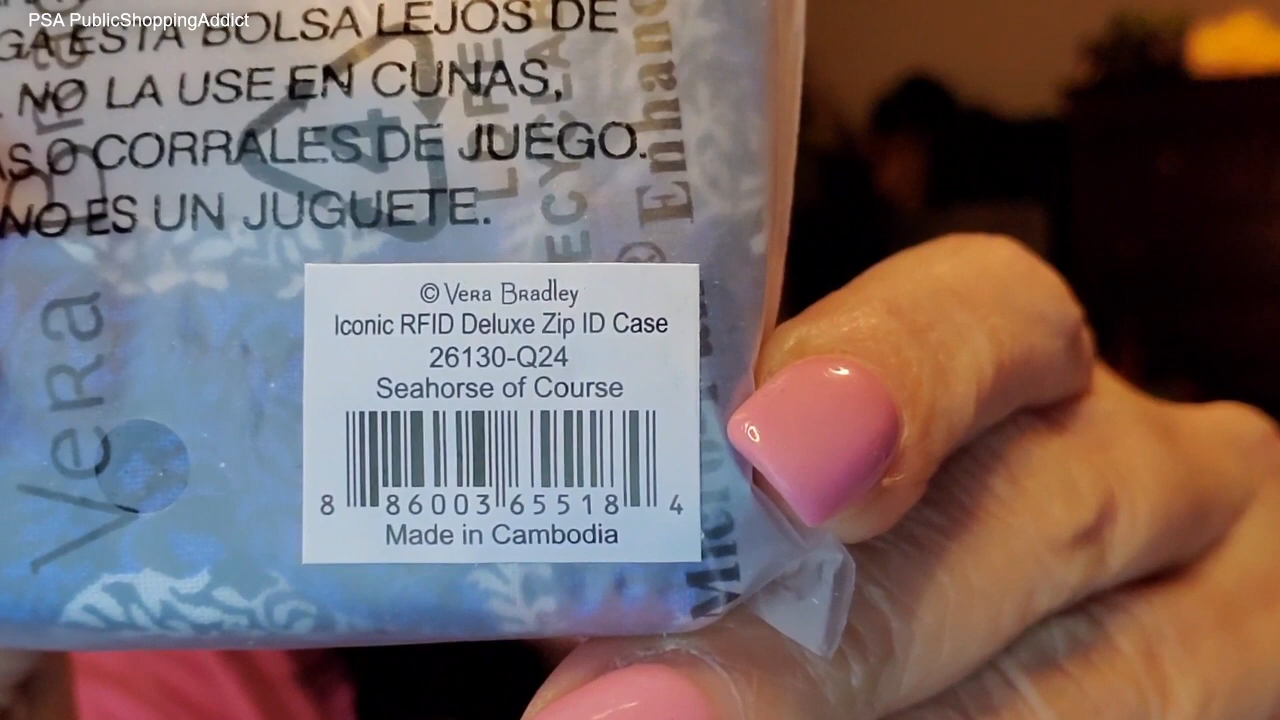 PSA PublicShoppingAddict
ESTA BOLSA LEJOS DE
NO LA USE EN CUNAS,
O CORRALES DE JUEGO.
NO ES UN JUGUETE.
Vera
© Vera Bradley
Iconic RFID Deluxe Zip ID Case
26130-Q24
Seahorse of Course
8 86003 65518 4
Made in Cambodia